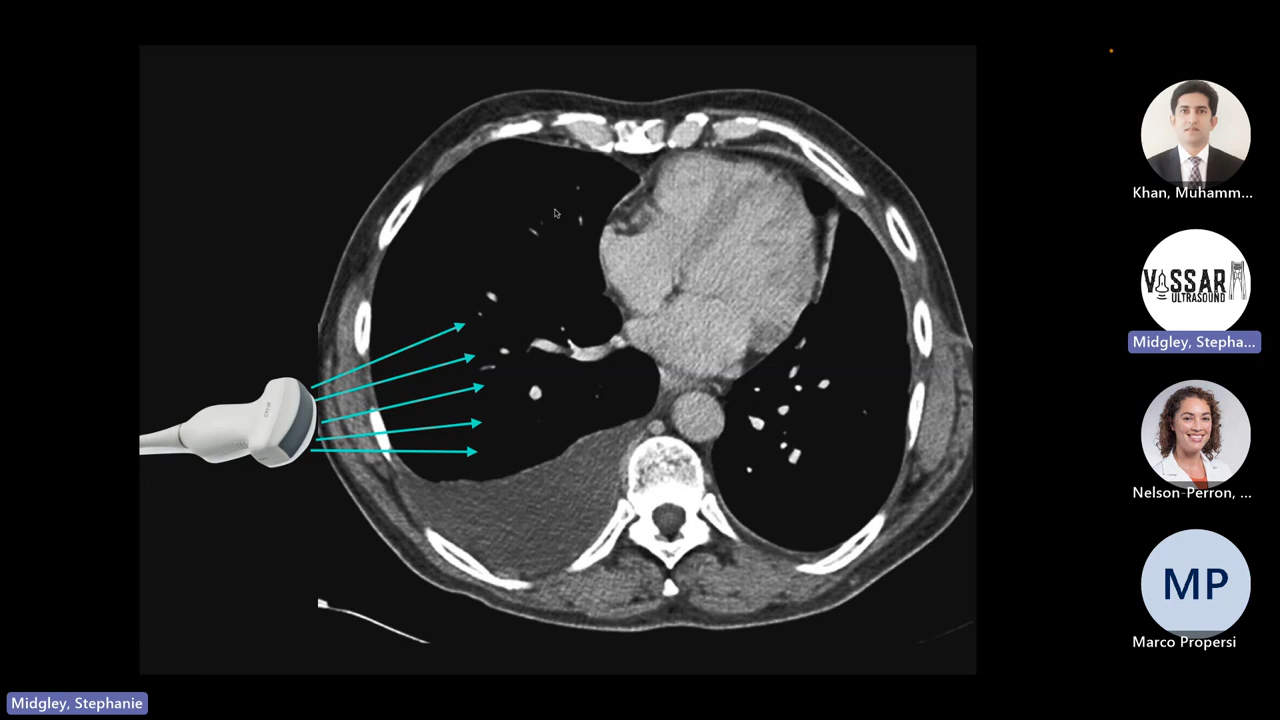 Khan, Muhamm...
VASSAR
ULTRASOUND
Midgley, Stepha...
Nelson-Perron, ...
MP
Marco Propersi
Midgley, Stephanie